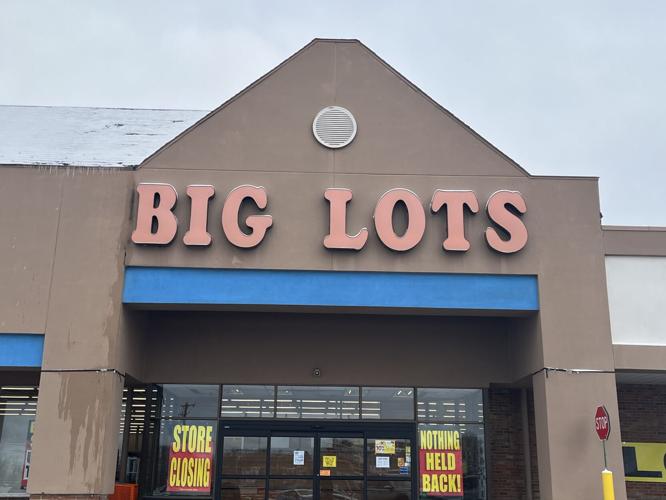 BIG LOTS
STORE
CLOSING
NOTHING
HELD
BACK!
STOP